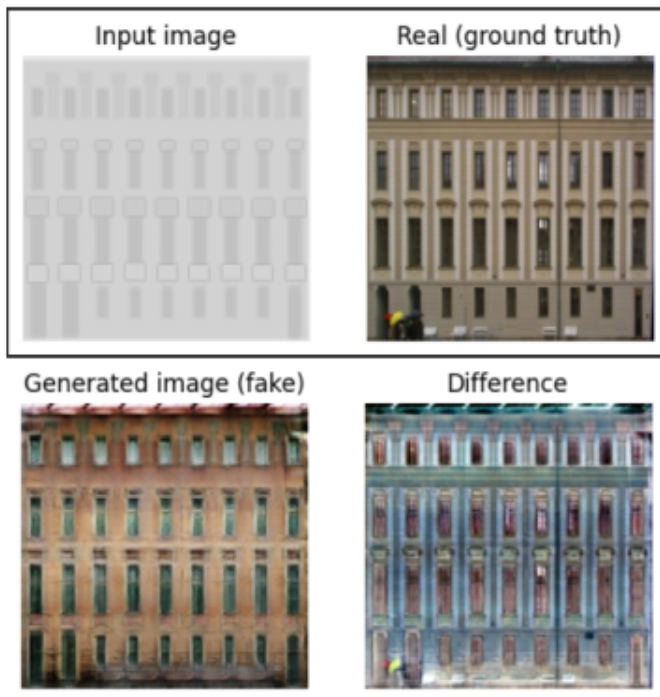 Input image
Real (ground truth)
Generated image (fake)
Difference